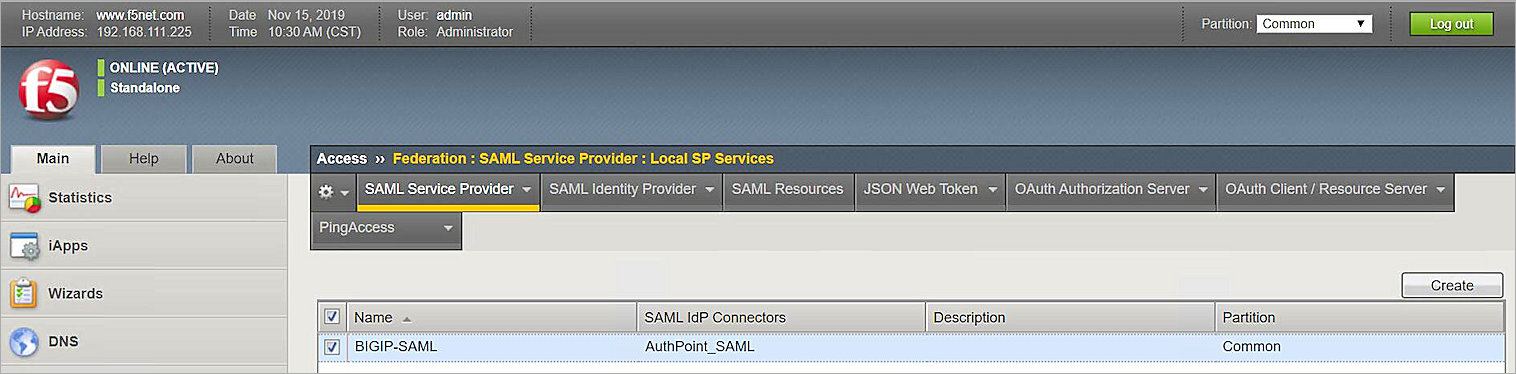 Hostname: www.f5net.com Date Nov 15, 2019 User: admin Partition: Common Log out
IP Address: 192.168.111.225 Time 10:30 AM (CST) Role: Administrator
f5
ONLINE (ACTIVE)
Standalone
Main Help About
Access ›› Federation : SAML Service Provider : Local SP Services
SAML Service Provider SAML Identity Provider SAML Resources JSON Web Token OAuth Authorization Server OAuth Client / Resource Server
PingAccess
Statistics
iApps
Wizards
DNS
Create
Name SAML IdP Connectors Description Partition
BIGIP-SAML AuthPoint_SAML Common